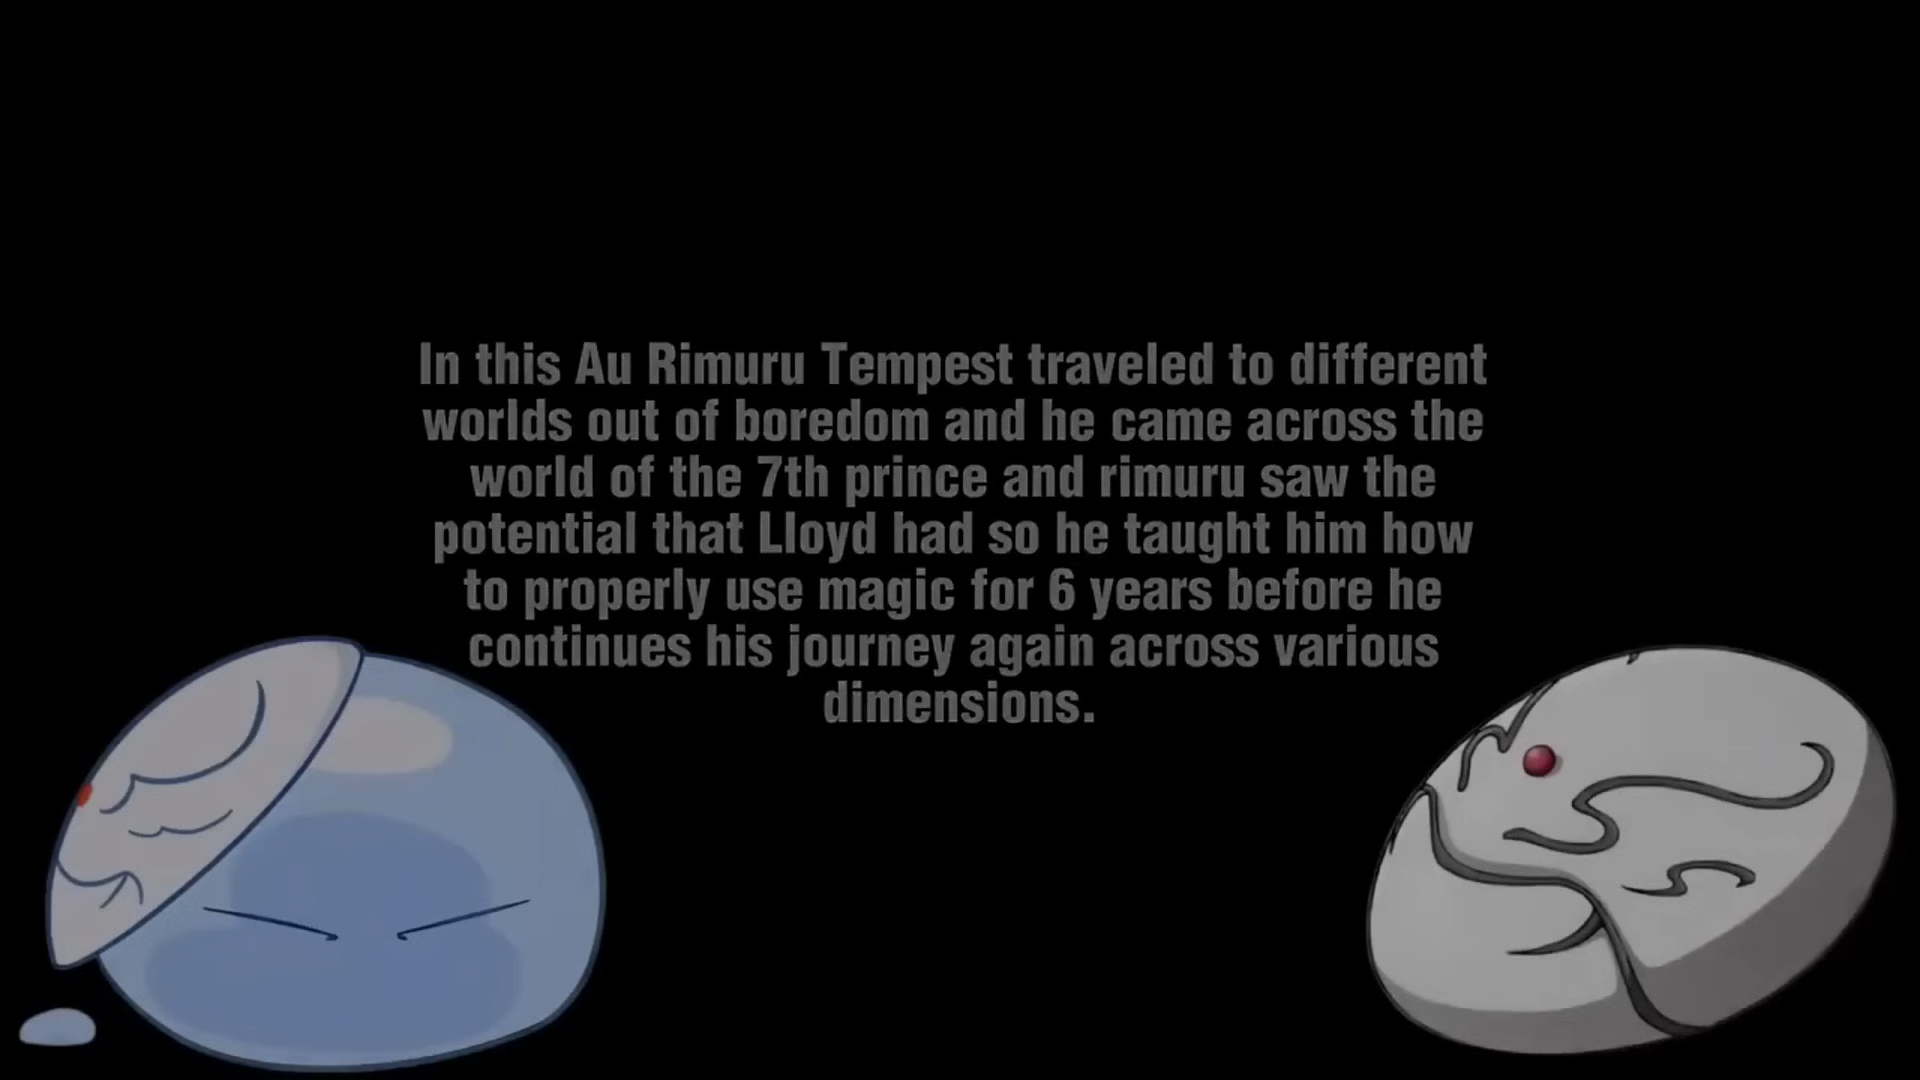 In this Au Rimuru Tempest traveled to different
worlds out of boredom and he came across the
world of the 7th prince and rimuru saw the
potential that Lloyd had so he taught him how
to properly use magic for 6 years before he
continues his journey again across various
dimensions.